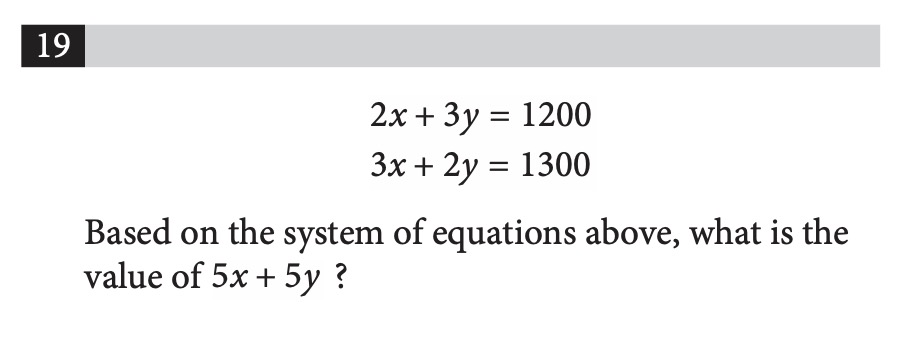 19
2x + 3y = 1200
3x + 2y = 1300
Based on the system of equations above, what is the
value of 5x + 5y ?